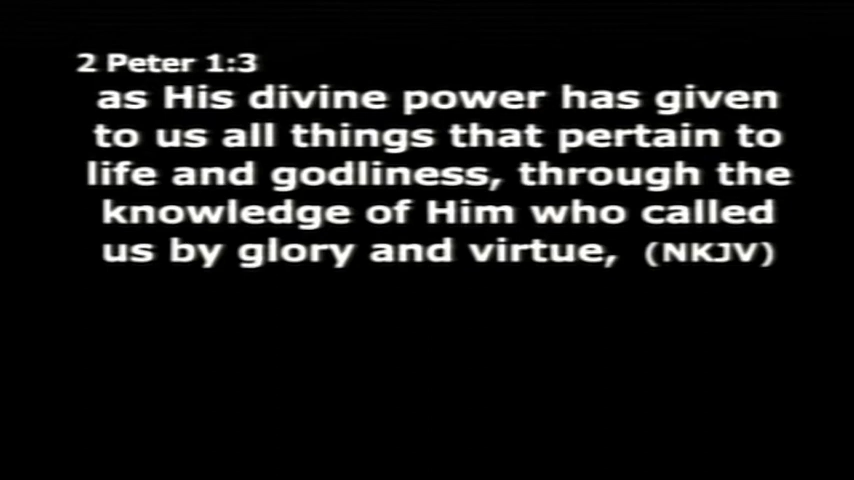 2 Peter 1:3
as His divine power has given
to us all things that pertain to
life and godliness, through the
knowledge of Him who called
us by glory and virtue, (NKJV)